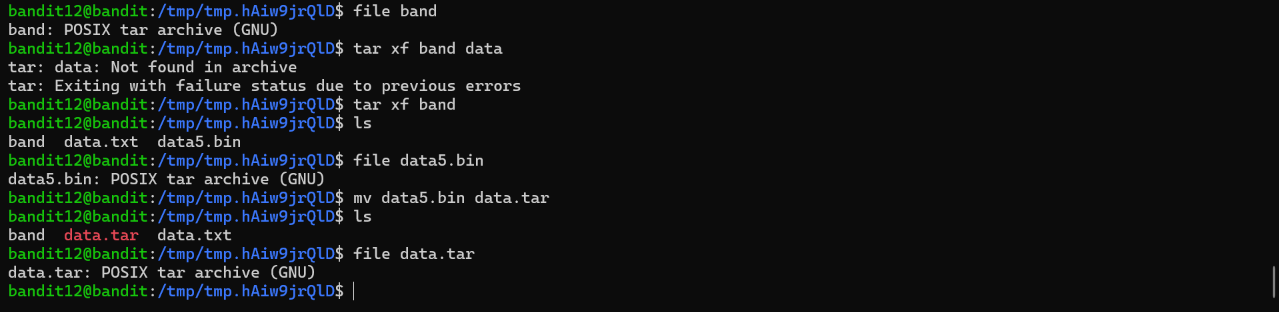 bandit12@bandit:/tmp/tmp.hAiw9jrQlD$ file band
band: POSIX tar archive (GNU)
bandit12@bandit:/tmp/tmp.hAiw9jrQlD$ tar xf band data
tar: data: Not found in archive
tar: Exiting with failure status due to previous errors
bandit12@bandit:/tmp/tmp.hAiw9jrQlD$ tar xf band
bandit12@bandit:/tmp/tmp.hAiw9jrQlD$ ls
band  data.txt  data5.bin
bandit12@bandit:/tmp/tmp.hAiw9jrQlD$ file data5.bin
data5.bin: POSIX tar archive (GNU)
bandit12@bandit:/tmp/tmp.hAiw9jrQlD$ mv data5.bin data.tar
bandit12@bandit:/tmp/tmp.hAiw9jrQlD$ ls
band  data.tar  data.txt
bandit12@bandit:/tmp/tmp.hAiw9jrQlD$ file data.tar
data.tar: POSIX tar archive (GNU)
bandit12@bandit:/tmp/tmp.hAiw9jrQlD$